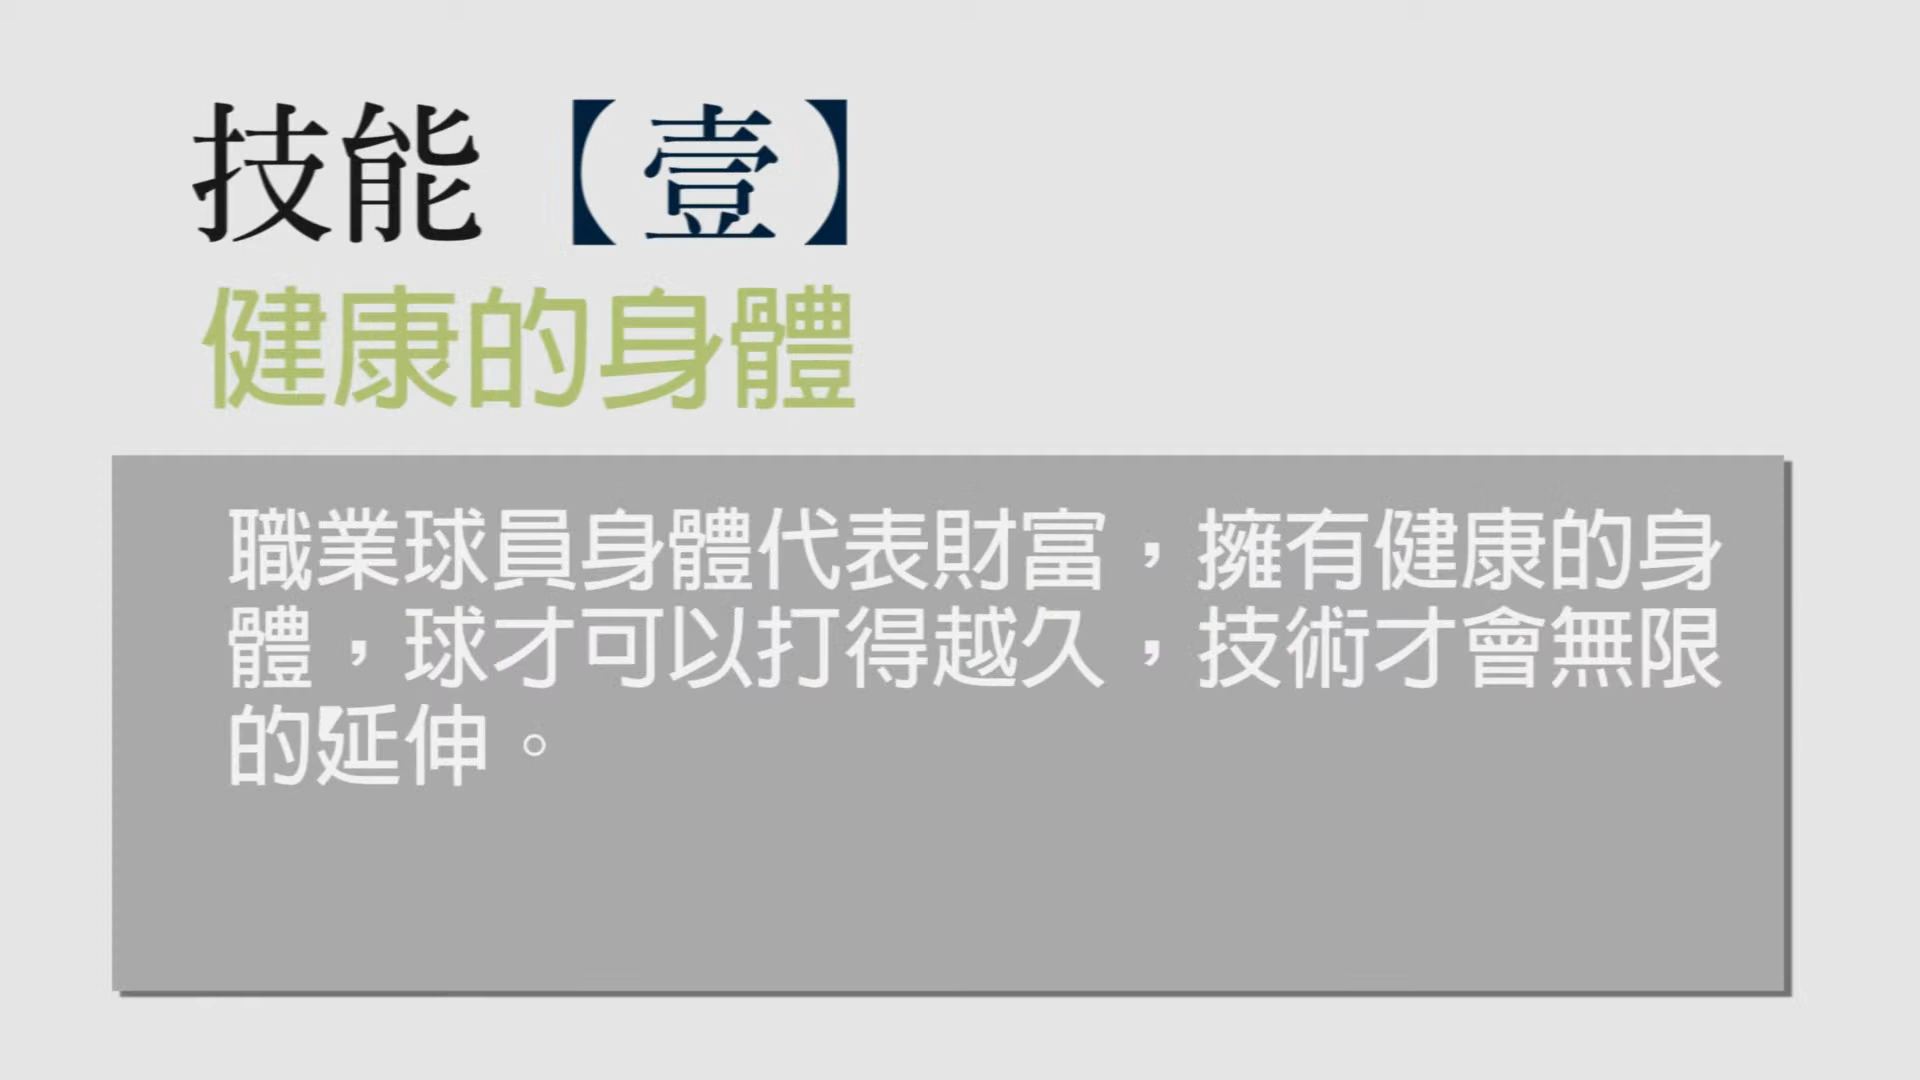 技能【壹】
健康的身體
職業球員身體代表財富，擁有健康的身
體，球才可以打得越久，技術才會無限
的延伸。